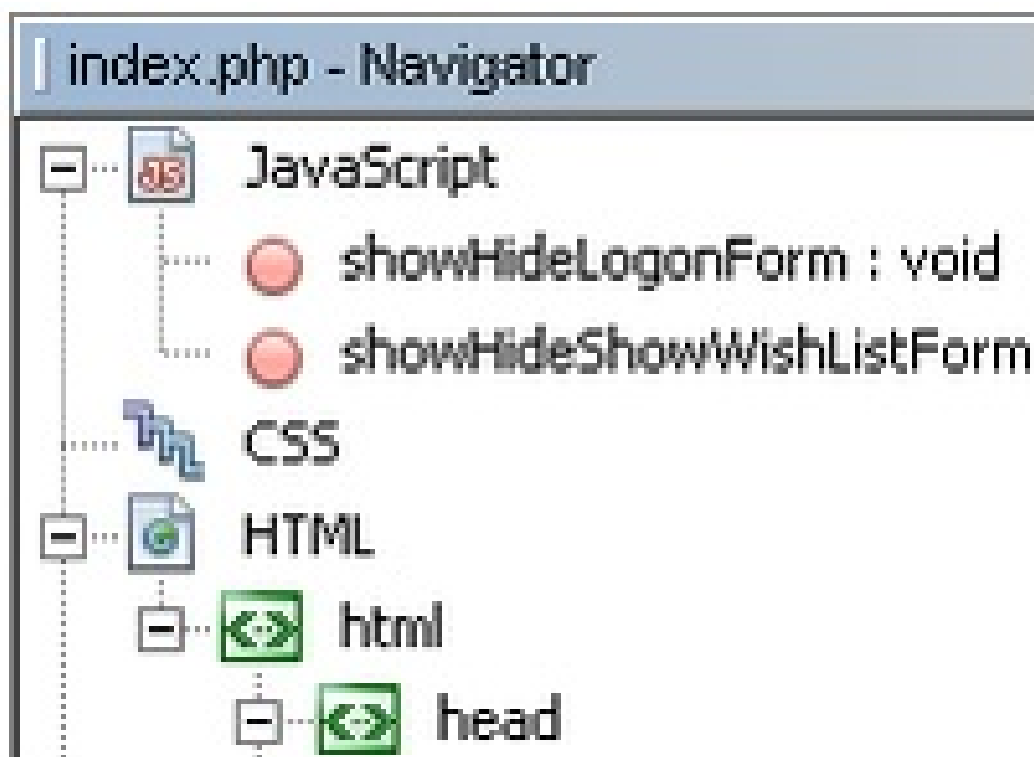 index.php - Navigator
JavaScript
showHideLogonForm : void
showHideShowWishListForm
CSS
HTML
html
head